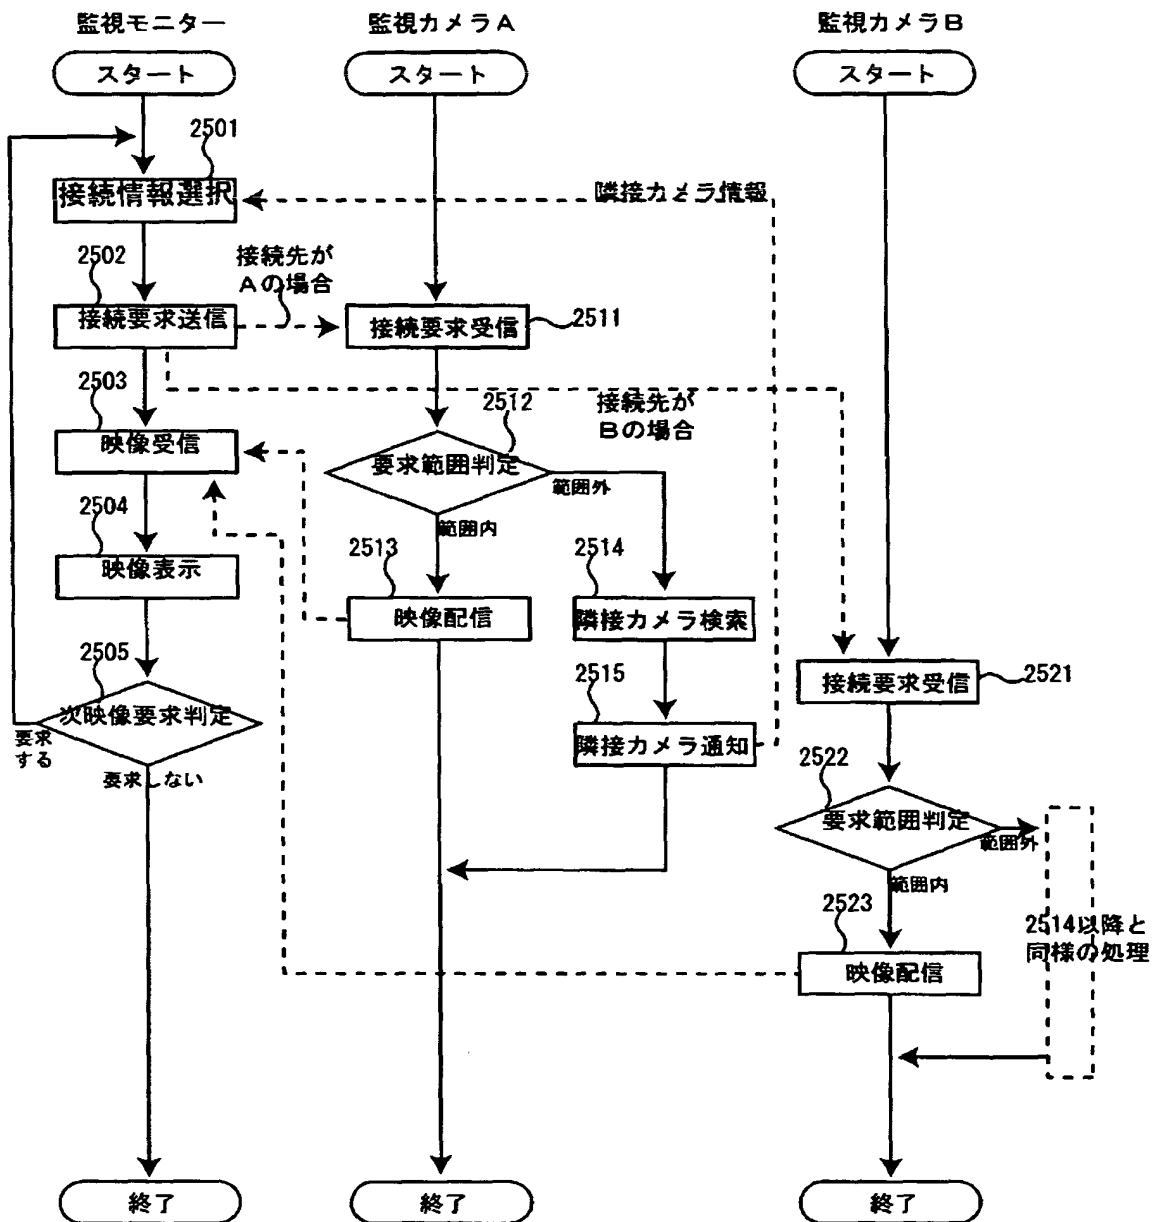 監視モニター
監視カメラA
監視カメラB
スタート
スタート
スタート
2501
接続情報選択
隣接カメラ情報
2502
接続先が
Aの場合
接続要求送信
接続要求受信
2511
2503
2512
接続先が
Bの場合
映像受信
要求範囲判定
範囲外
範囲内
2504
2513
2514
映像表示
映像配信
隣接カメラ検索
2505
2515
接続要求受信
2521
次映像要求判定
要求
する
要求しない
隣接カメラ通知
2522
要求範囲判定
範囲外
範囲内
2523
2514以降と
同様の処理
映像配信
終了
終了
終了